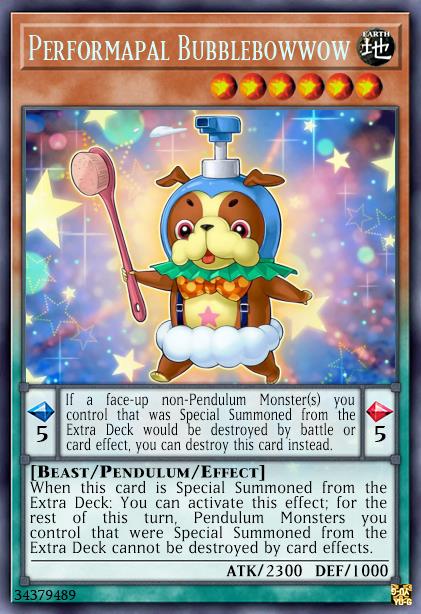 PERFORMAPAL BUBBLEBOWWOW
EARTH
地
If a face-up non-Pendulum Monster(s) you
control that was Special Summoned from the
Extra Deck would be destroyed by battle or
card effect, you can destroy this card instead.
5
5
[BEAST/PENDULUM/EFFECT]
When this card is Special Summoned from the
Extra Deck: You can activate this effect; for the
rest of this turn, Pendulum Monsters you
control that were Special Summoned from the
Extra Deck cannot be destroyed by card effects.
ATK/2300 DEF/1000
34379489